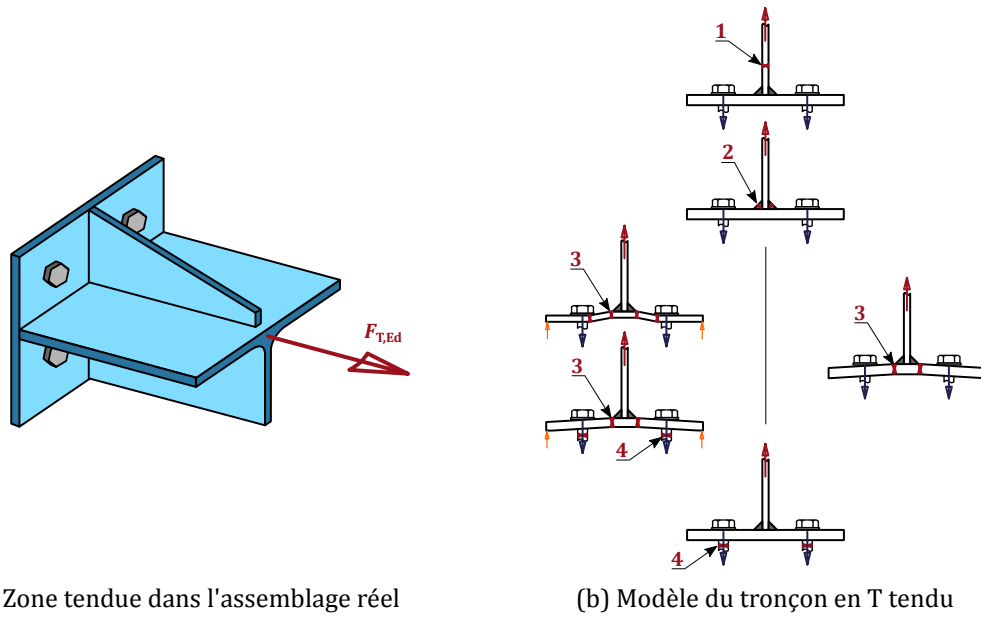 1
2
3
3
3
4
4
F_T,Ed
Zone tendue dans l'assemblage réel
(b) Modèle du tronçon en T tendu